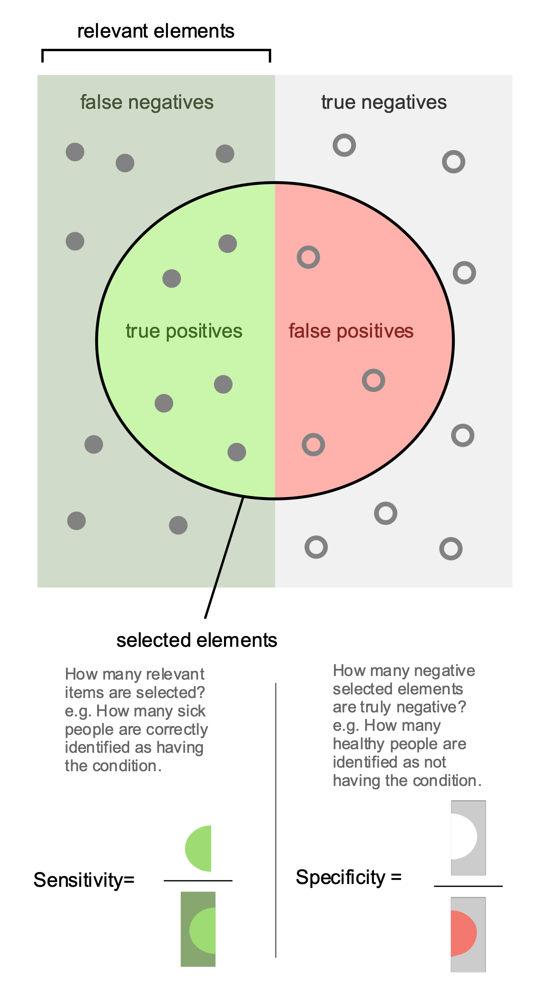 relevant elements
false negatives
true negatives
true positives
false positives
selected elements
How many relevant
items are selected?
e.g. How many sick
people are correctly
identified as having
the condition.
How many negative
selected elements
are truly negative?
e.g. How many
healthy people are
identified as not
having the condition.
Sensitivity=
Specificity =